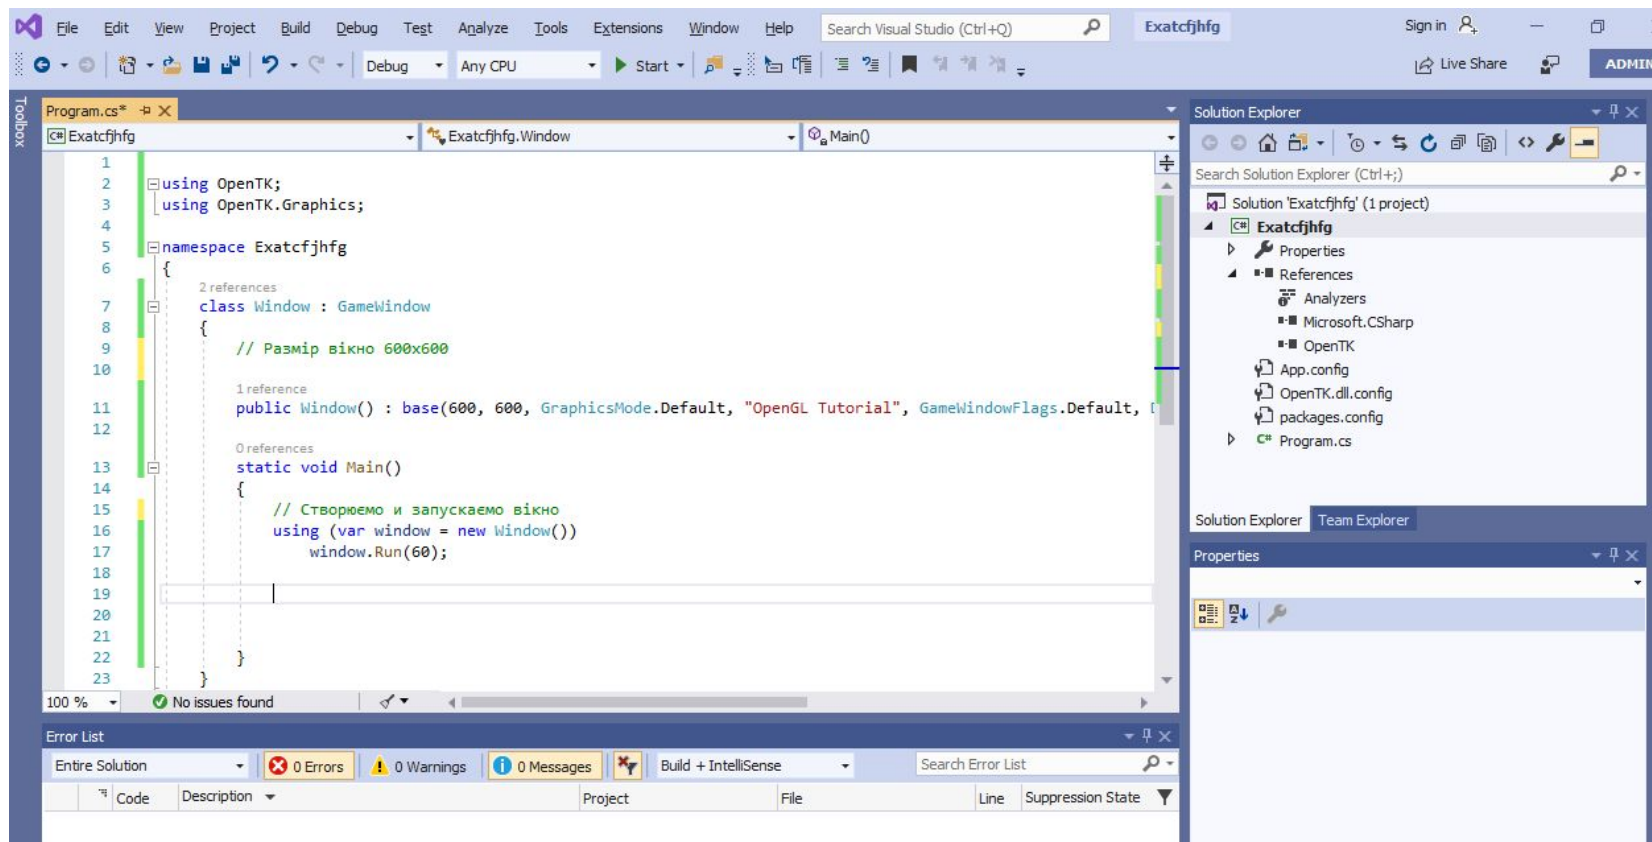 File Edit View Project Build Debug Test Analyze Tools Extensions Window Help Search Visual Studio (Ctrl+Q) Exatcfjhfg Sign in
Debug Any CPU Start Live Share ADMIN
Toolbox
Program.cs*
C# Exatcfjhfg Exatcfjhfg.Window Main()
1
2 using OpenTK;
3 using OpenTK.Graphics;
4
5 namespace Exatcfjhfg
6 {
2 references
7 class Window : GameWindow
8 {
9 // Размір вікно 600x600
10
1 reference
11 public Window() : base(600, 600, GraphicsMode.Default, "OpenGL Tutorial", GameWindowFlags.Default,
12
0 references
13 static void Main()
14 {
15 // Створюємо и запускаємо вікно
16 using (var window = new Window())
17 window.Run(60);
18
19
20
21
22 }
23 }
100 % No issues found
Solution Explorer
Search Solution Explorer (Ctrl+;)
Solution 'Exatcfjhfg' (1 project)
C# Exatcfjhfg
Properties
References
Analyzers
Microsoft.CSharp
OpenTK
App.config
OpenTK.dll.config
packages.config
C# Program.cs
Solution Explorer Team Explorer
Properties
Error List
Entire Solution 0 Errors 0 Warnings 0 Messages Build + IntelliSense Search Error List
Code Description Project File Line Suppression State